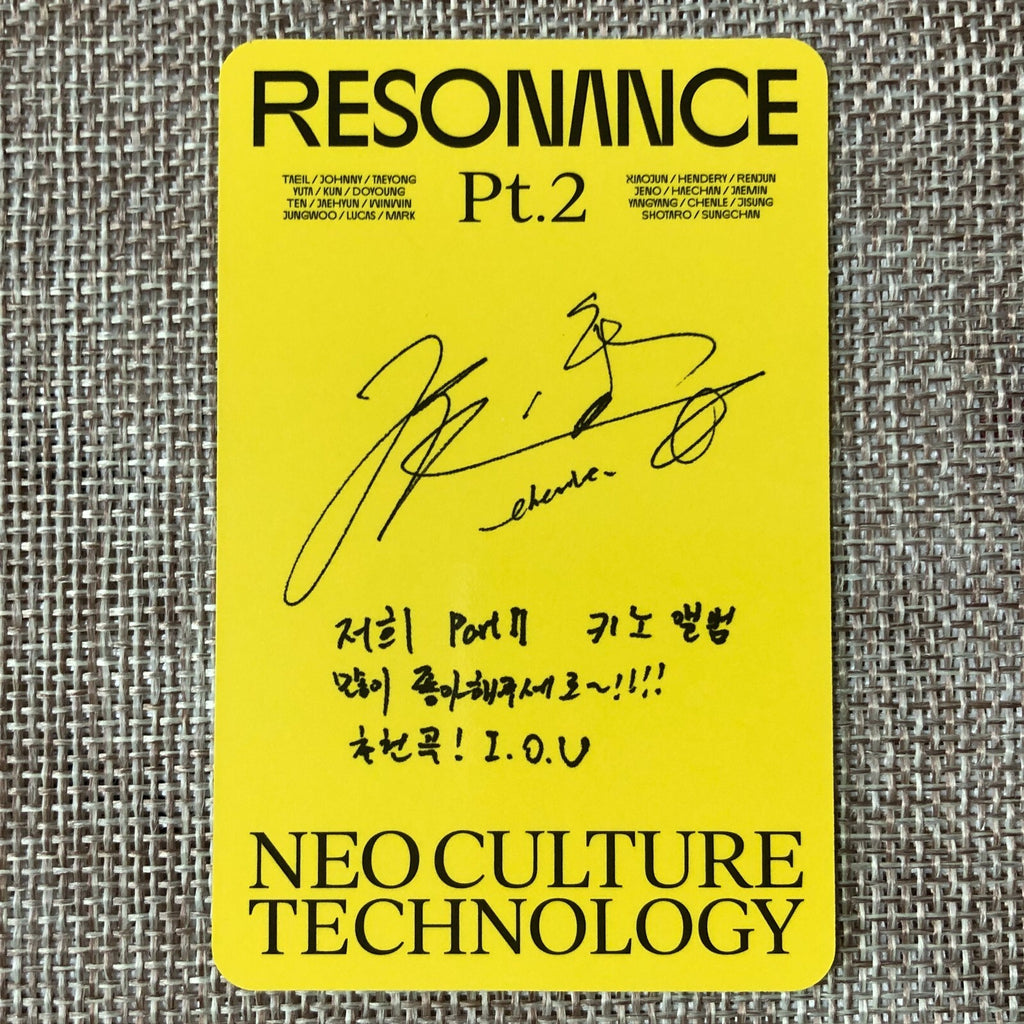 RESONANCE
Pt.2
TAEIL / JOHNNY / TAEYONG
YUTA / KUN / DOYOUNG
TEN / JAEHYUN / WINWIN
JUNGWOO / LUCAS / MARK
XIAOJUN / HENDERY / RENJUN
JENO / HAECHAN / JAEMIN
YANGYANG / CHENLE / JISUNG
SHOTARO / SUNGCHAN
chenle
저희 Part II 키노 앨범
많이 좋아해주세요~!!!!
추천곡! I.O.U
NEO CULTURE
TECHNOLOGY